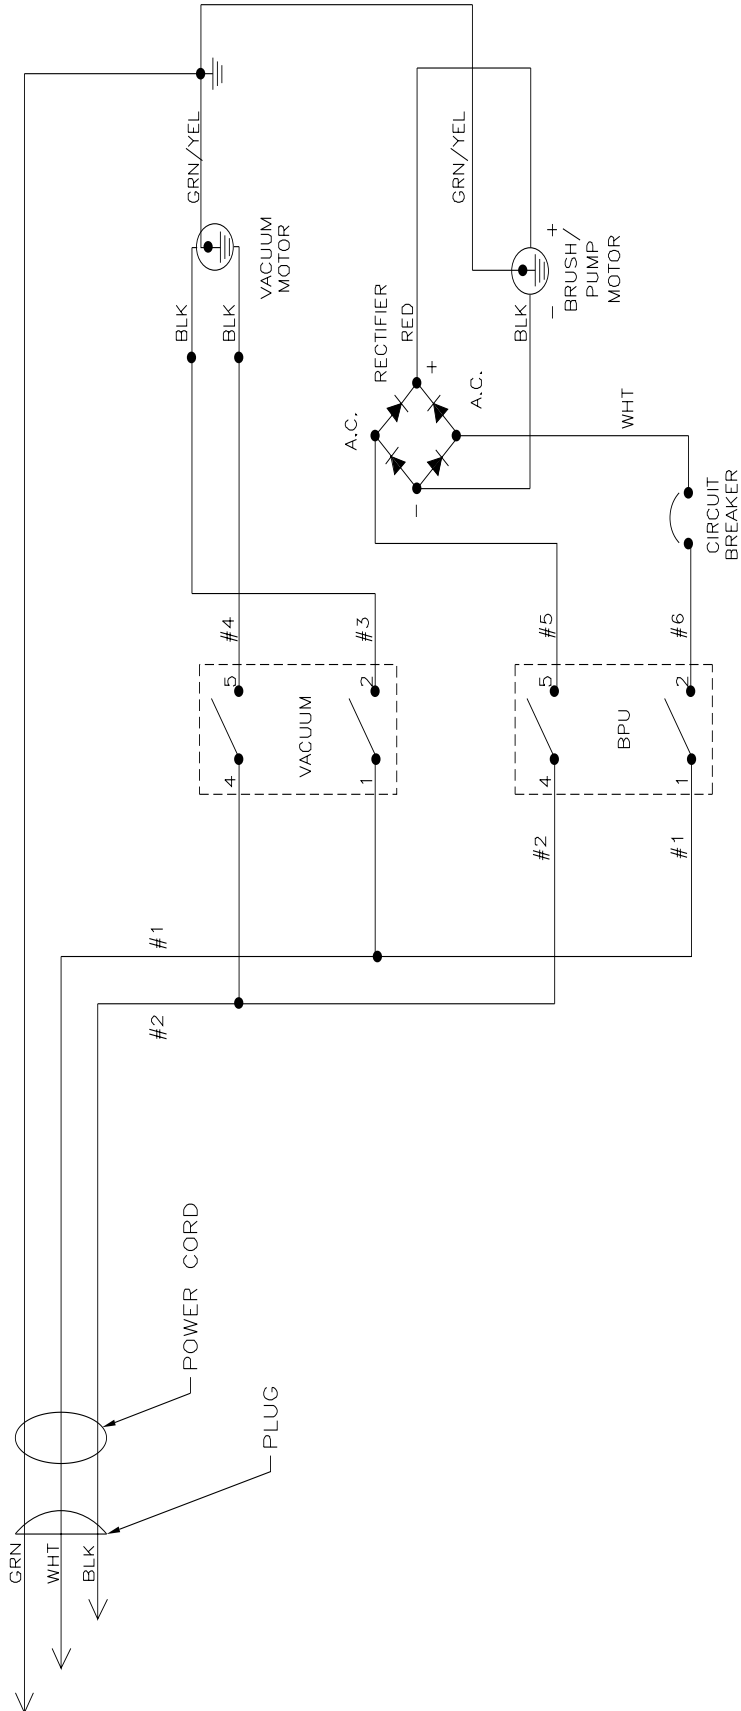 GRN/YEL
VACUUM
MOTOR
BLK
BLK
GRN/YEL
+
BRUSH/
PUMP
MOTOR
–
BLK
RECTIFIER
RED
+
A.C.
A.C.
–
WHT
CIRCUIT
BREAKER
#4
#3
#5
#6
5
2
VACUUM
4
1
5
2
BPU
4
1
#2
#1
#1
#2
POWER CORD
PLUG
GRN
WHT
BLK